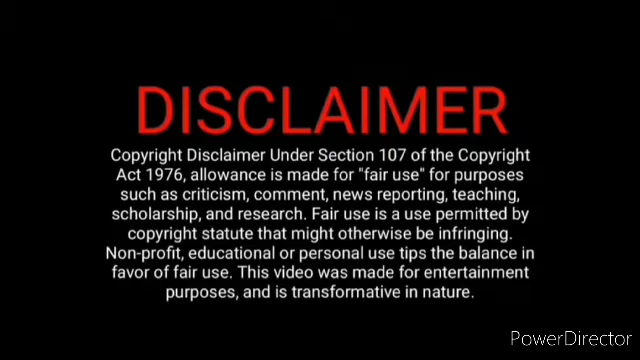 DISCLAIMER
Copyright Disclaimer Under Section 107 of the Copyright
Act 1976, allowance is made for "fair use" for purposes
such as criticism, comment, news reporting, teaching,
scholarship, and research. Fair use is a use permitted by
copyright statute that might otherwise be infringing.
Non-profit, educational or personal use tips the balance in
favor of fair use. This video was made for entertainment
purposes, and is transformative in nature.
PowerDirector